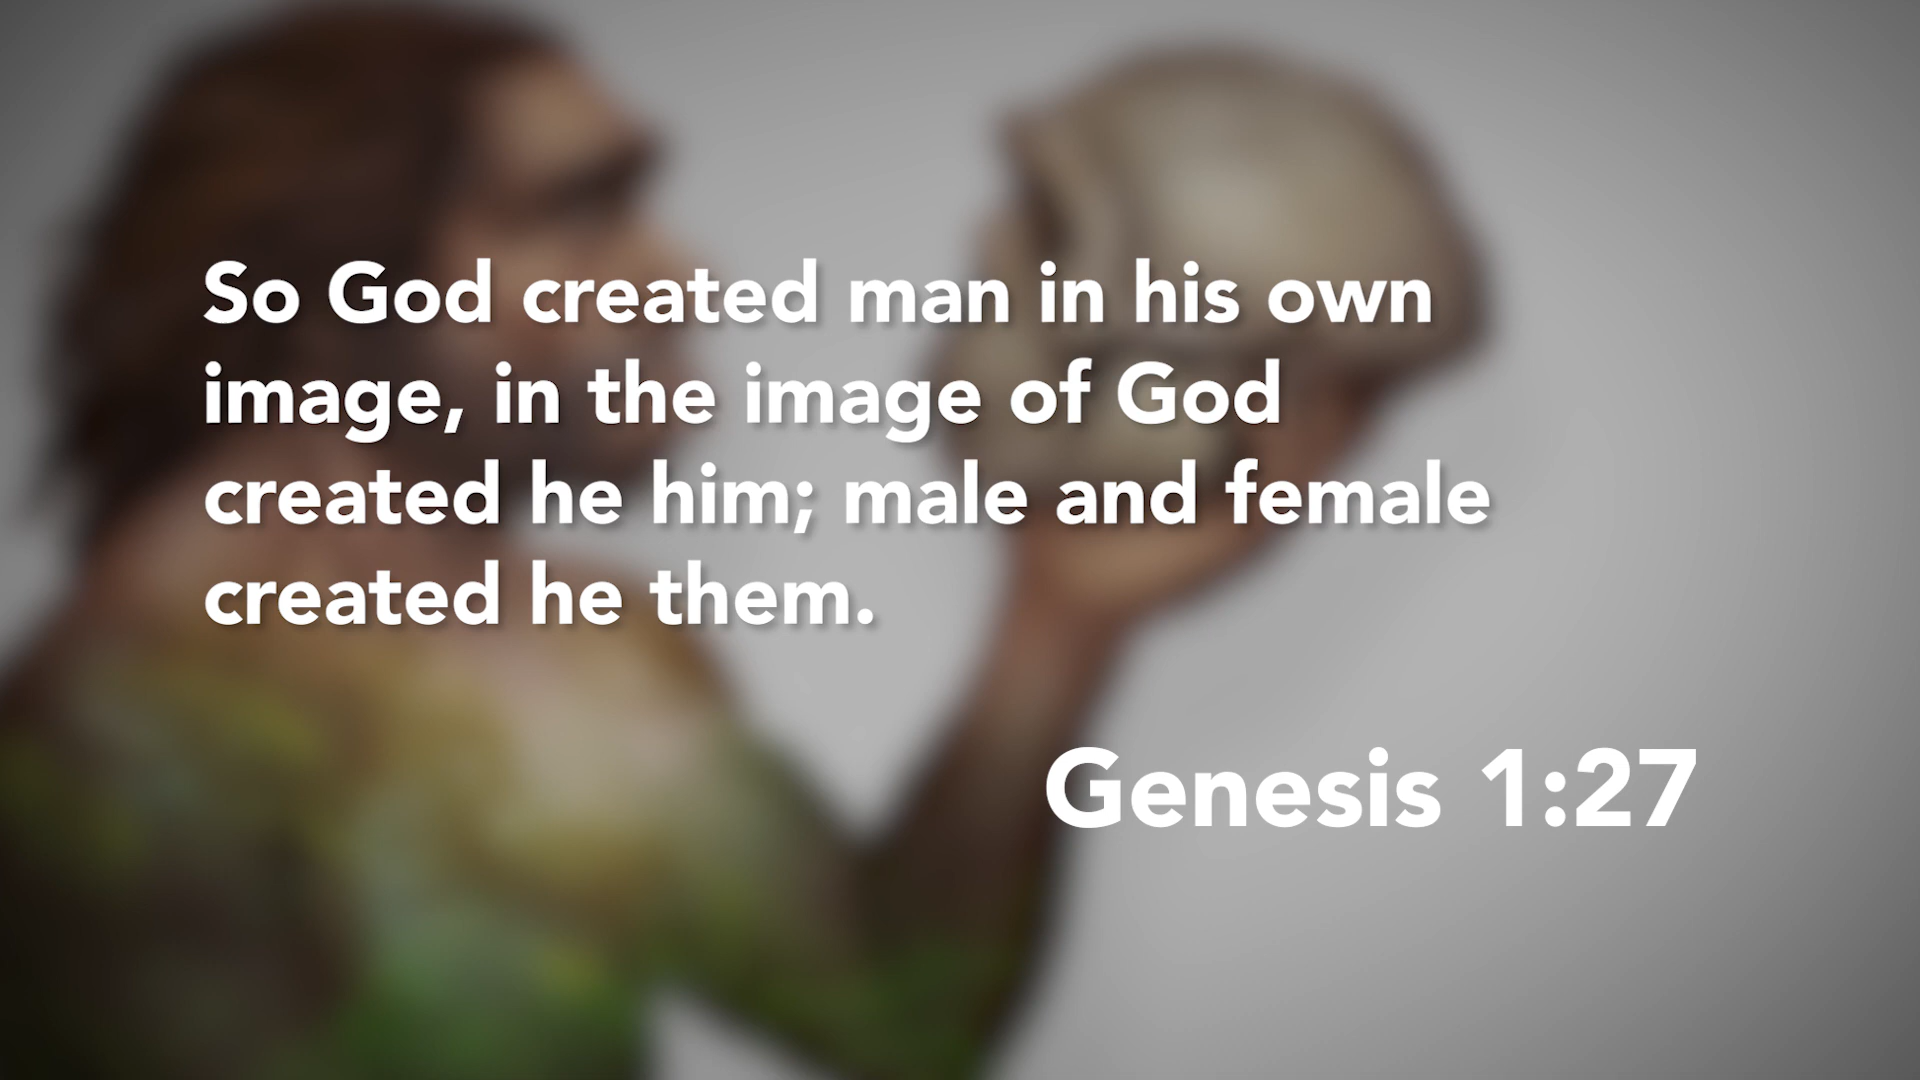 So God created man in his own
image, in the image of God
created he him; male and female
created he them.
Genesis 1:27